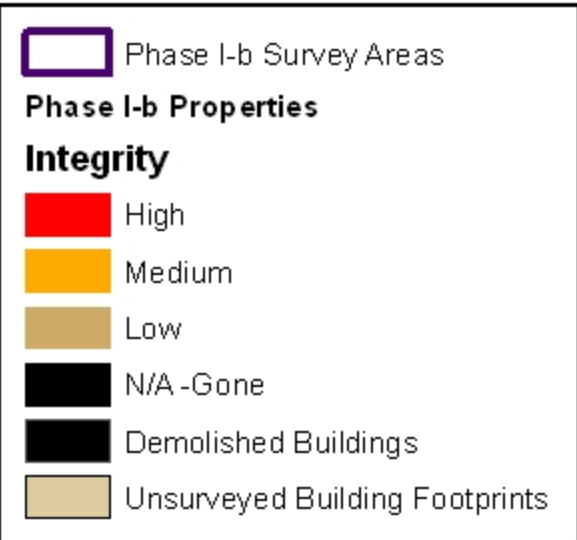 Phase I-b Survey Areas
Phase I-b Properties
Integrity
High
Medium
Low
N/A -Gone
Demolished Buildings
Unsurveyed Building Footprints